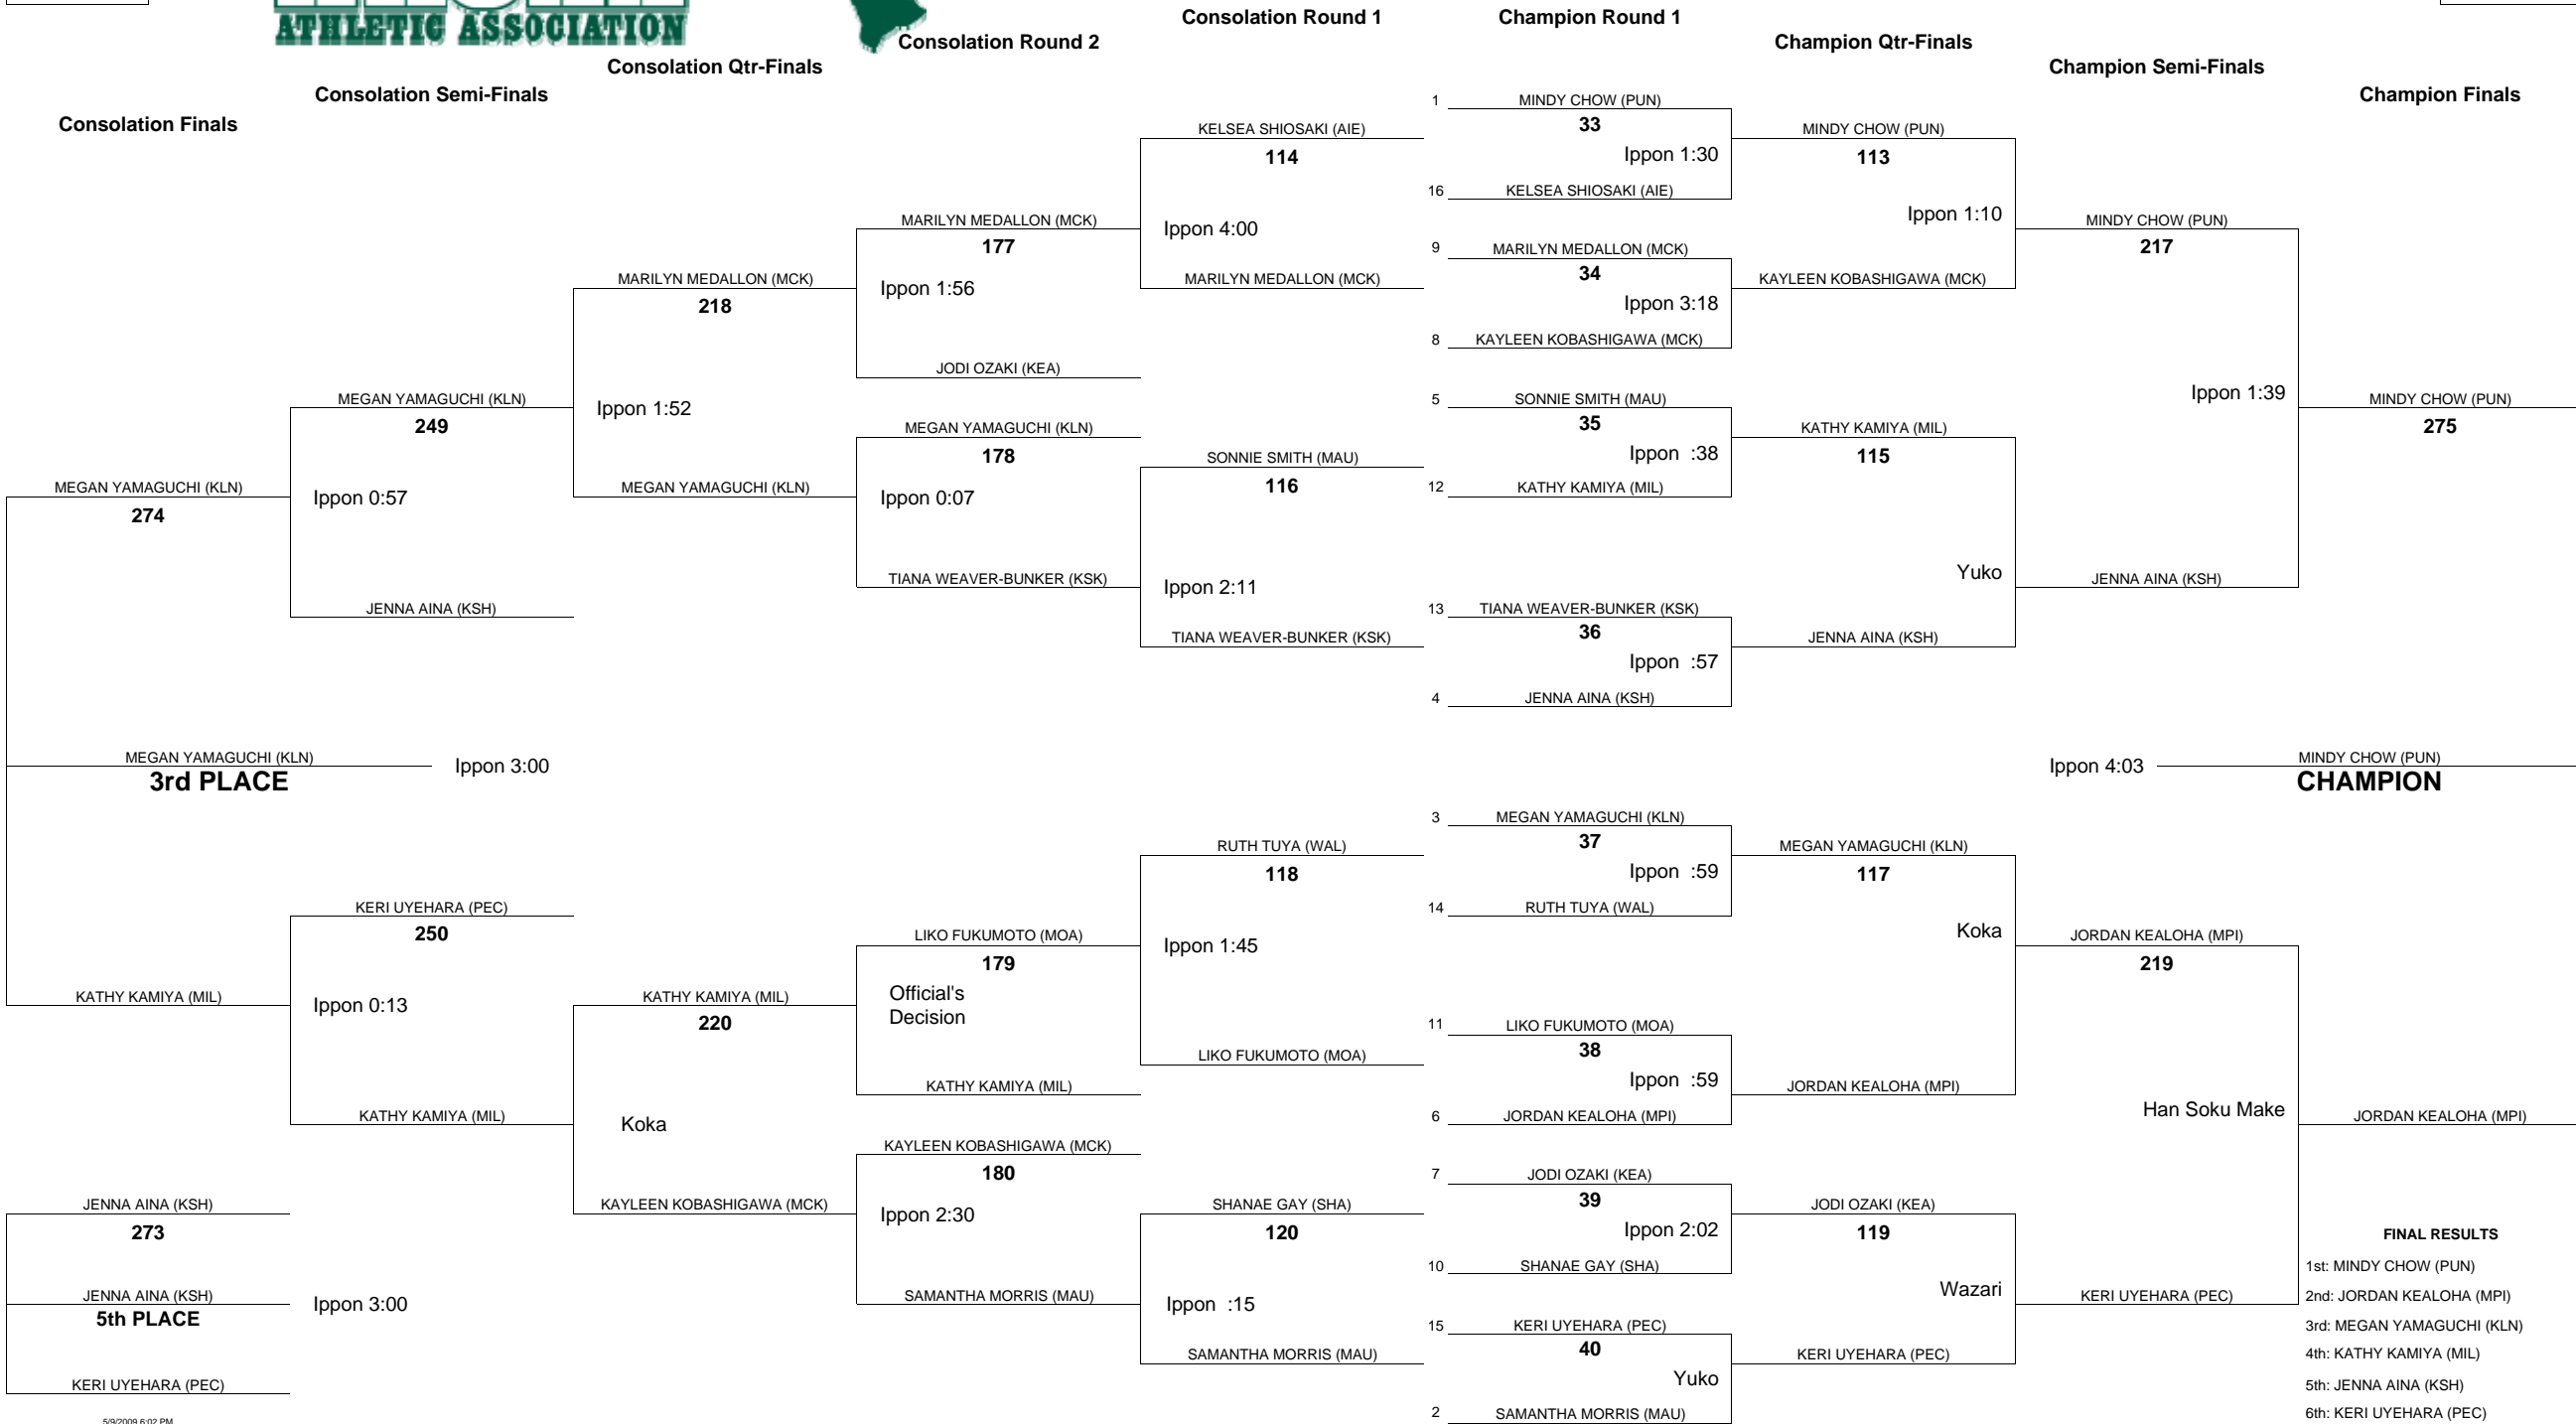 ATHLETIC ASSOCIATION
Consolation Round 1
Champion Round 1
Consolation Round 2
Champion Qtr-Finals
Consolation Qtr-Finals
Champion Semi-Finals
Consolation Semi-Finals
Champion Finals
Consolation Finals
MEGAN YAMAGUCHI (KLN)
274
MEGAN YAMAGUCHI (KLN)
3rd PLACE
Ippon 3:00
KATHY KAMIYA (MIL)
JENNA AINA (KSH)
273
JENNA AINA (KSH)
5th PLACE
Ippon 3:00
KERI UYEHARA (PEC)
5/9/2009 6:02 PM
MEGAN YAMAGUCHI (KLN)
249
Ippon 0:57
JENNA AINA (KSH)
KERI UYEHARA (PEC)
250
Ippon 0:13
KATHY KAMIYA (MIL)
MARILYN MEDALLON (MCK)
218
Ippon 1:52
MEGAN YAMAGUCHI (KLN)
KATHY KAMIYA (MIL)
220
Koka
KAYLEEN KOBASHIGAWA (MCK)
MARILYN MEDALLON (MCK)
177
Ippon 1:56
JODI OZAKI (KEA)
MEGAN YAMAGUCHI (KLN)
178
Ippon 0:07
TIANA WEAVER-BUNKER (KSK)
LIKO FUKUMOTO (MOA)
179
Official's
Decision
KATHY KAMIYA (MIL)
KAYLEEN KOBASHIGAWA (MCK)
180
Ippon 2:30
SAMANTHA MORRIS (MAU)
KELSEA SHIOSAKI (AIE)
114
Ippon 4:00
MARILYN MEDALLON (MCK)
SONNIE SMITH (MAU)
116
Ippon 2:11
TIANA WEAVER-BUNKER (KSK)
RUTH TUYA (WAL)
118
Ippon 1:45
LIKO FUKUMOTO (MOA)
SHANAE GAY (SHA)
120
Ippon :15
SAMANTHA MORRIS (MAU)
1 MINDY CHOW (PUN)
33
Ippon 1:30
16 KELSEA SHIOSAKI (AIE)
9 MARILYN MEDALLON (MCK)
34
Ippon 3:18
8 KAYLEEN KOBASHIGAWA (MCK)
5 SONNIE SMITH (MAU)
35
Ippon :38
12 KATHY KAMIYA (MIL)
13 TIANA WEAVER-BUNKER (KSK)
36
Ippon :57
4 JENNA AINA (KSH)
3 MEGAN YAMAGUCHI (KLN)
37
Ippon :59
14 RUTH TUYA (WAL)
11 LIKO FUKUMOTO (MOA)
38
Ippon :59
6 JORDAN KEALOHA (MPI)
7 JODI OZAKI (KEA)
39
Ippon 2:02
10 SHANAE GAY (SHA)
15 KERI UYEHARA (PEC)
40
Yuko
2 SAMANTHA MORRIS (MAU)
MINDY CHOW (PUN)
113
Ippon 1:10
KAYLEEN KOBASHIGAWA (MCK)
KATHY KAMIYA (MIL)
115
Yuko
JENNA AINA (KSH)
MEGAN YAMAGUCHI (KLN)
117
Koka
JORDAN KEALOHA (MPI)
JODI OZAKI (KEA)
119
Wazari
KERI UYEHARA (PEC)
MINDY CHOW (PUN)
217
Ippon 1:39
JENNA AINA (KSH)
JORDAN KEALOHA (MPI)
219
Han Soku Make
KERI UYEHARA (PEC)
MINDY CHOW (PUN)
275
Ippon 4:03
MINDY CHOW (PUN)
CHAMPION
JORDAN KEALOHA (MPI)
FINAL RESULTS
1st: MINDY CHOW (PUN)
2nd: JORDAN KEALOHA (MPI)
3rd: MEGAN YAMAGUCHI (KLN)
4th: KATHY KAMIYA (MIL)
5th: JENNA AINA (KSH)
6th: KERI UYEHARA (PEC)